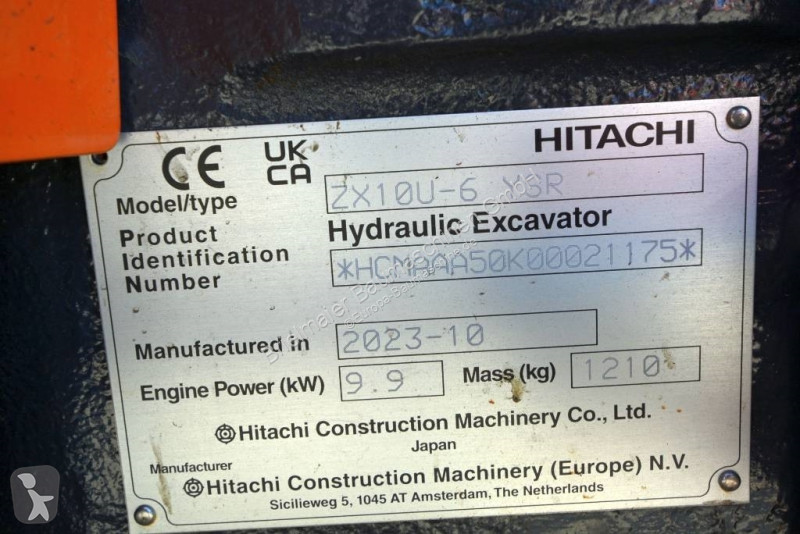 CE UK CA HITACHI
Model/type ZX10U-6 YSR
Product Hydraulic Excavator
Identification *HCMPAA50K00021175*
Number
Manufactured in 2023-10
Engine Power (kW) 9.9 Mass (kg) 1210
Hitachi Construction Machinery Co., Ltd.
Japan
Manufacturer
Hitachi Construction Machinery (Europe) N.V.
Sicilieweg 5, 1045 AT Amsterdam, The Netherlands